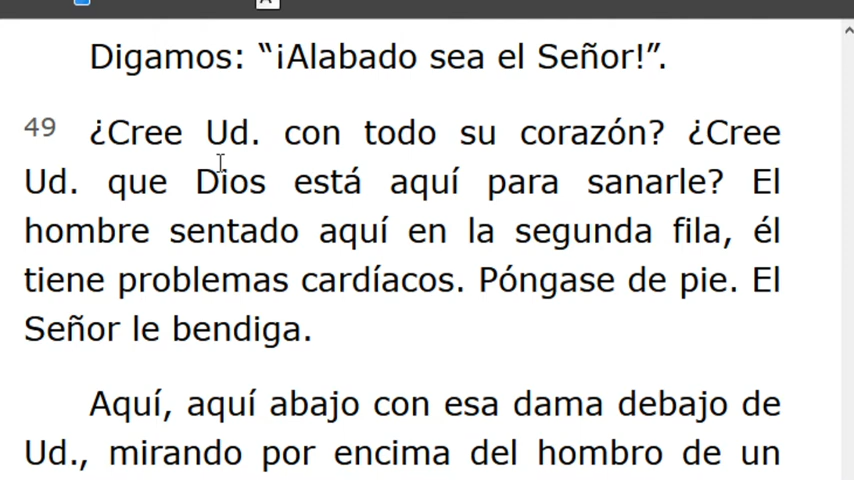 Digamos: “¡Alabado sea el Señor!”.
49 ¿Cree Ud. con todo su corazón? ¿Cree
Ud. que Dios está aquí para sanarle? El
hombre sentado aquí en la segunda fila, él
tiene problemas cardíacos. Póngase de pie. El
Señor le bendiga.
Aquí, aquí abajo con esa dama debajo de
Ud., mirando por encima del hombro de un